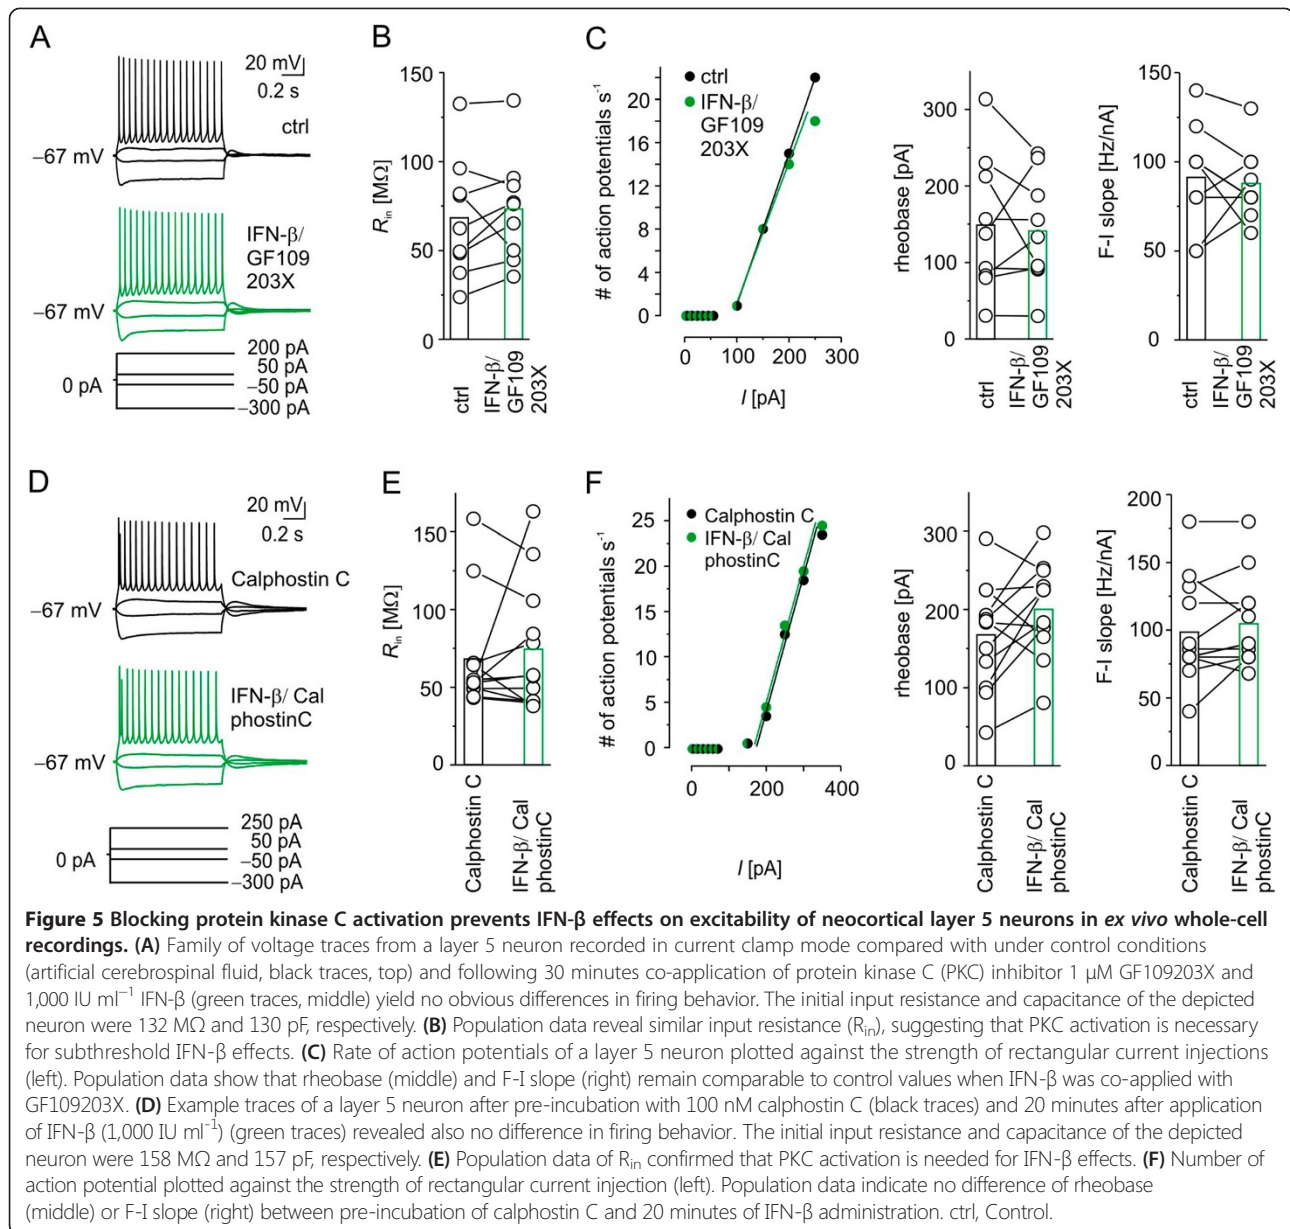 A
20 mV
0.2 s
ctrl
−67 mV
IFN-β/
GF109
203X
−67 mV
200 pA
50 pA
0 pA
−50 pA
−300 pA
B
150
100
50
0
Rin [MΩ]
ctrl
IFN-β/
GF109
203X
C
ctrl
IFN-β/
GF109
203X
20
16
12
8
4
0
# of action potentials s-1
0 100 200 300
I [pA]
300
200
100
0
rheobase [pA]
ctrl
IFN-β/
GF109
203X
150
100
50
0
F-I slope [Hz/nA]
ctrl
IFN-β/
GF109
203X
D
20 mV
0.2 s
Calphostin C
−67 mV
IFN-β/ Cal
phostinC
−67 mV
250 pA
50 pA
0 pA
−50 pA
−300 pA
E
150
100
50
0
Rin [MΩ]
Calphostin C
IFN-β/ Cal
phostinC
F
Calphostin C
IFN-β/ Cal
phostinC
25
20
15
10
5
0
# of action potentials s-1
0 200 400
I [pA]
300
200
100
0
rheobase [pA]
Calphostin C
IFN-β/ Cal
phostinC
200
150
100
50
0
F-I slope [Hz/nA]
Calphostin C
IFN-β/ Cal
phostinC
Figure 5 Blocking protein kinase C activation prevents IFN-β effects on excitability of neocortical layer 5 neurons in ex vivo whole-cell
recordings. (A) Family of voltage traces from a layer 5 neuron recorded in current clamp mode compared with under control conditions
(artificial cerebrospinal fluid, black traces, top) and following 30 minutes co-application of protein kinase C (PKC) inhibitor 1 μM GF109203X and
1,000 IU ml−1 IFN-β (green traces, middle) yield no obvious differences in firing behavior. The initial input resistance and capacitance of the depicted
neuron were 132 MΩ and 130 pF, respectively. (B) Population data reveal similar input resistance (Rin), suggesting that PKC activation is necessary
for subthreshold IFN-β effects. (C) Rate of action potentials of a layer 5 neuron plotted against the strength of rectangular current injections
(left). Population data show that rheobase (middle) and F-I slope (right) remain comparable to control values when IFN-β was co-applied with
GF109203X. (D) Example traces of a layer 5 neuron after pre-incubation with 100 nM calphostin C (black traces) and 20 minutes after application
of IFN-β (1,000 IU ml-1) (green traces) revealed also no difference in firing behavior. The initial input resistance and capacitance of the depicted
neuron were 158 MΩ and 157 pF, respectively. (E) Population data of Rin confirmed that PKC activation is needed for IFN-β effects. (F) Number of
action potential plotted against the strength of rectangular current injection (left). Population data indicate no difference of rheobase
(middle) or F-I slope (right) between pre-incubation of calphostin C and 20 minutes of IFN-β administration. ctrl, Control.